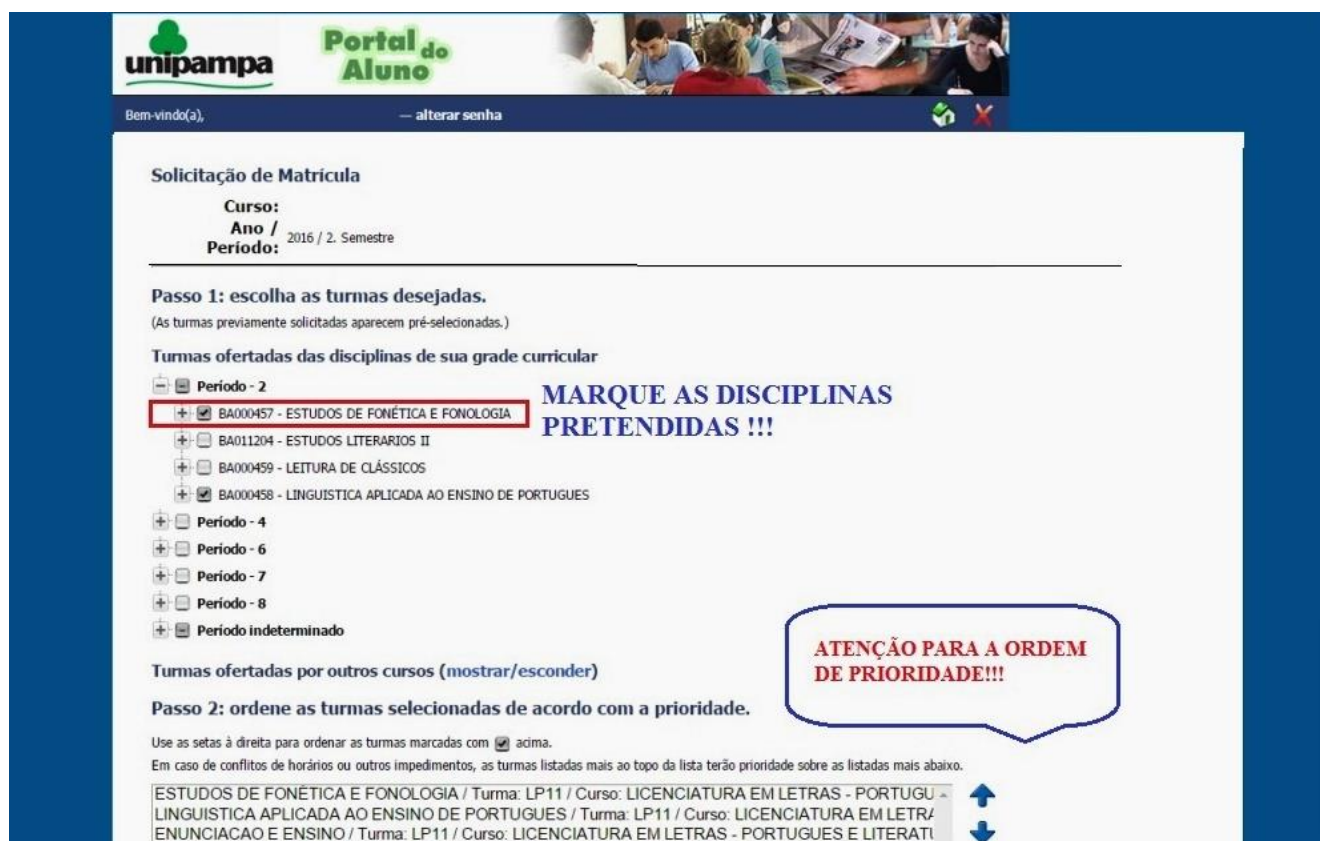 unipampa
Portal do
Aluno
Bem-vindo(a), — alterar senha
Solicitação de Matrícula
Curso:
Ano /
Período: 2016 / 2. Semestre
Passo 1: escolha as turmas desejadas.
(As turmas previamente solicitadas aparecem pré-selecionadas.)
Turmas ofertadas das disciplinas de sua grade curricular
Período - 2
BA000457 - ESTUDOS DE FONÉTICA E FONOLOGIA
MARQUE AS DISCIPLINAS
PRETENDIDAS !!!
BA011204 - ESTUDOS LITERARIOS II
BA000459 - LEITURA DE CLÁSSICOS
BA000458 - LINGUISTICA APLICADA AO ENSINO DE PORTUGUES
Período - 4
Período - 6
Período - 7
Período - 8
Período indeterminado
ATENÇÃO PARA A ORDEM
DE PRIORIDADE!!!
Turmas ofertadas por outros cursos (mostrar/esconder)
Passo 2: ordene as turmas selecionadas de acordo com a prioridade.
Use as setas à direita para ordenar as turmas marcadas com acima.
Em caso de conflitos de horários ou outros impedimentos, as turmas listadas mais ao topo da lista terão prioridade sobre as listadas mais abaixo.
ESTUDOS DE FONÉTICA E FONOLOGIA / Turma: LP11 / Curso: LICENCIATURA EM LETRAS - PORTUGU
LINGUISTICA APLICADA AO ENSINO DE PORTUGUES / Turma: LP11 / Curso: LICENCIATURA EM LETRA
ENUNCIACAO E ENSINO / Turma: LP11 / Curso: LICENCIATURA EM LETRAS - PORTUGUES E LITERATU